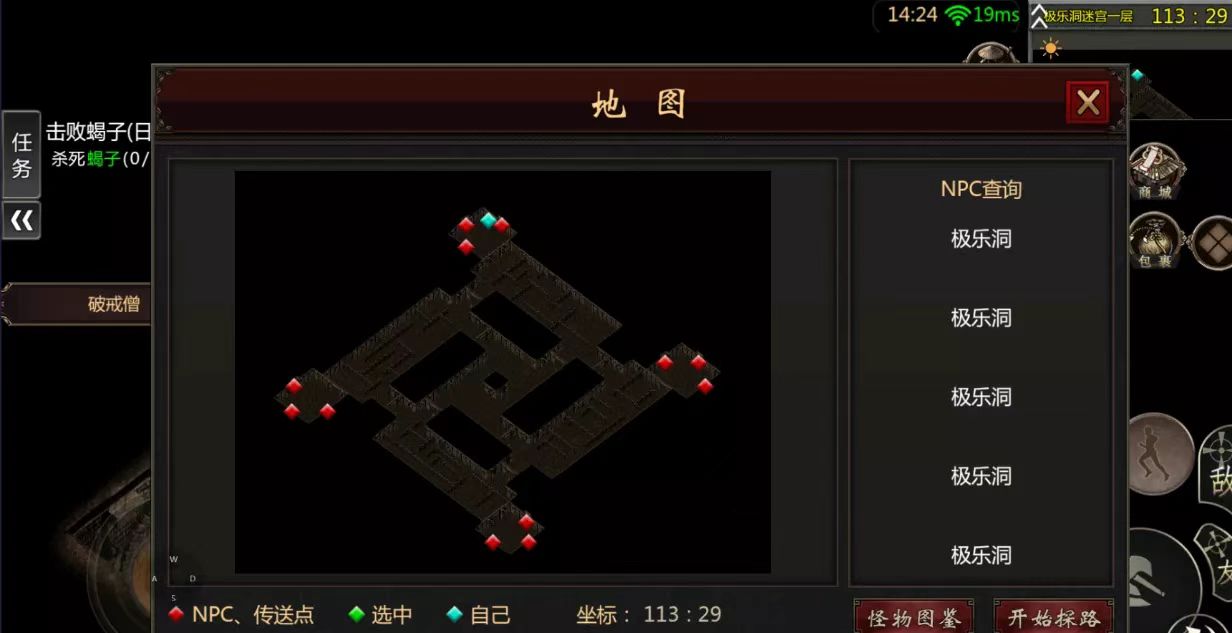 14:24 19ms
极乐洞迷宫一层 113 : 29
地 图
任务
击败蝎子(日
杀死蝎子(0/
破戒僧
NPC查询
极乐洞
极乐洞
极乐洞
极乐洞
极乐洞
商城
包裹
敌
友
W
A D
S
NPC、传送点 选中 自己 坐标： 113 : 29
怪物图鉴 开始探路